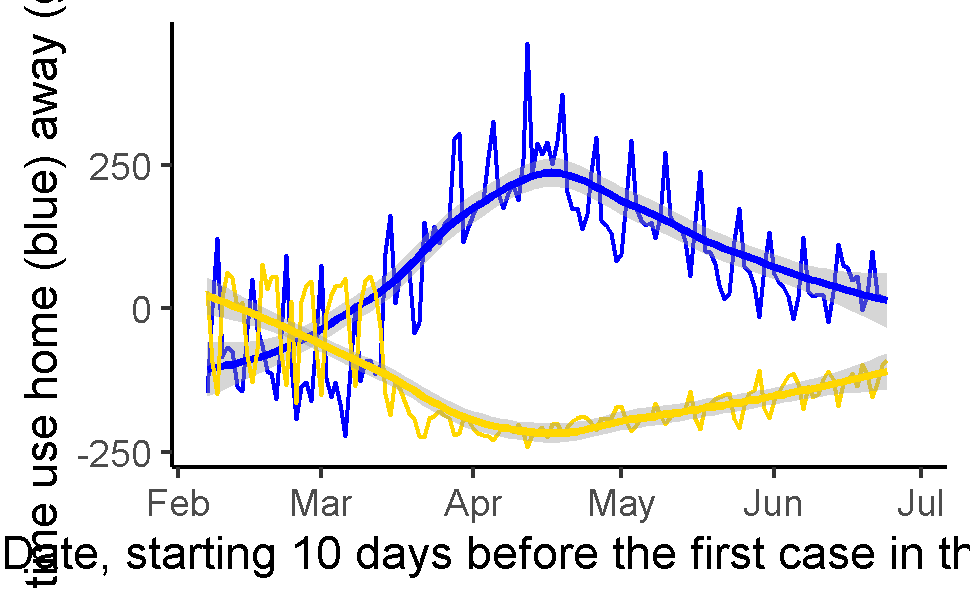 time use home (blue) away (
250
0
-250
Feb Mar Apr May Jun Jul
Date, starting 10 days before the first case in th